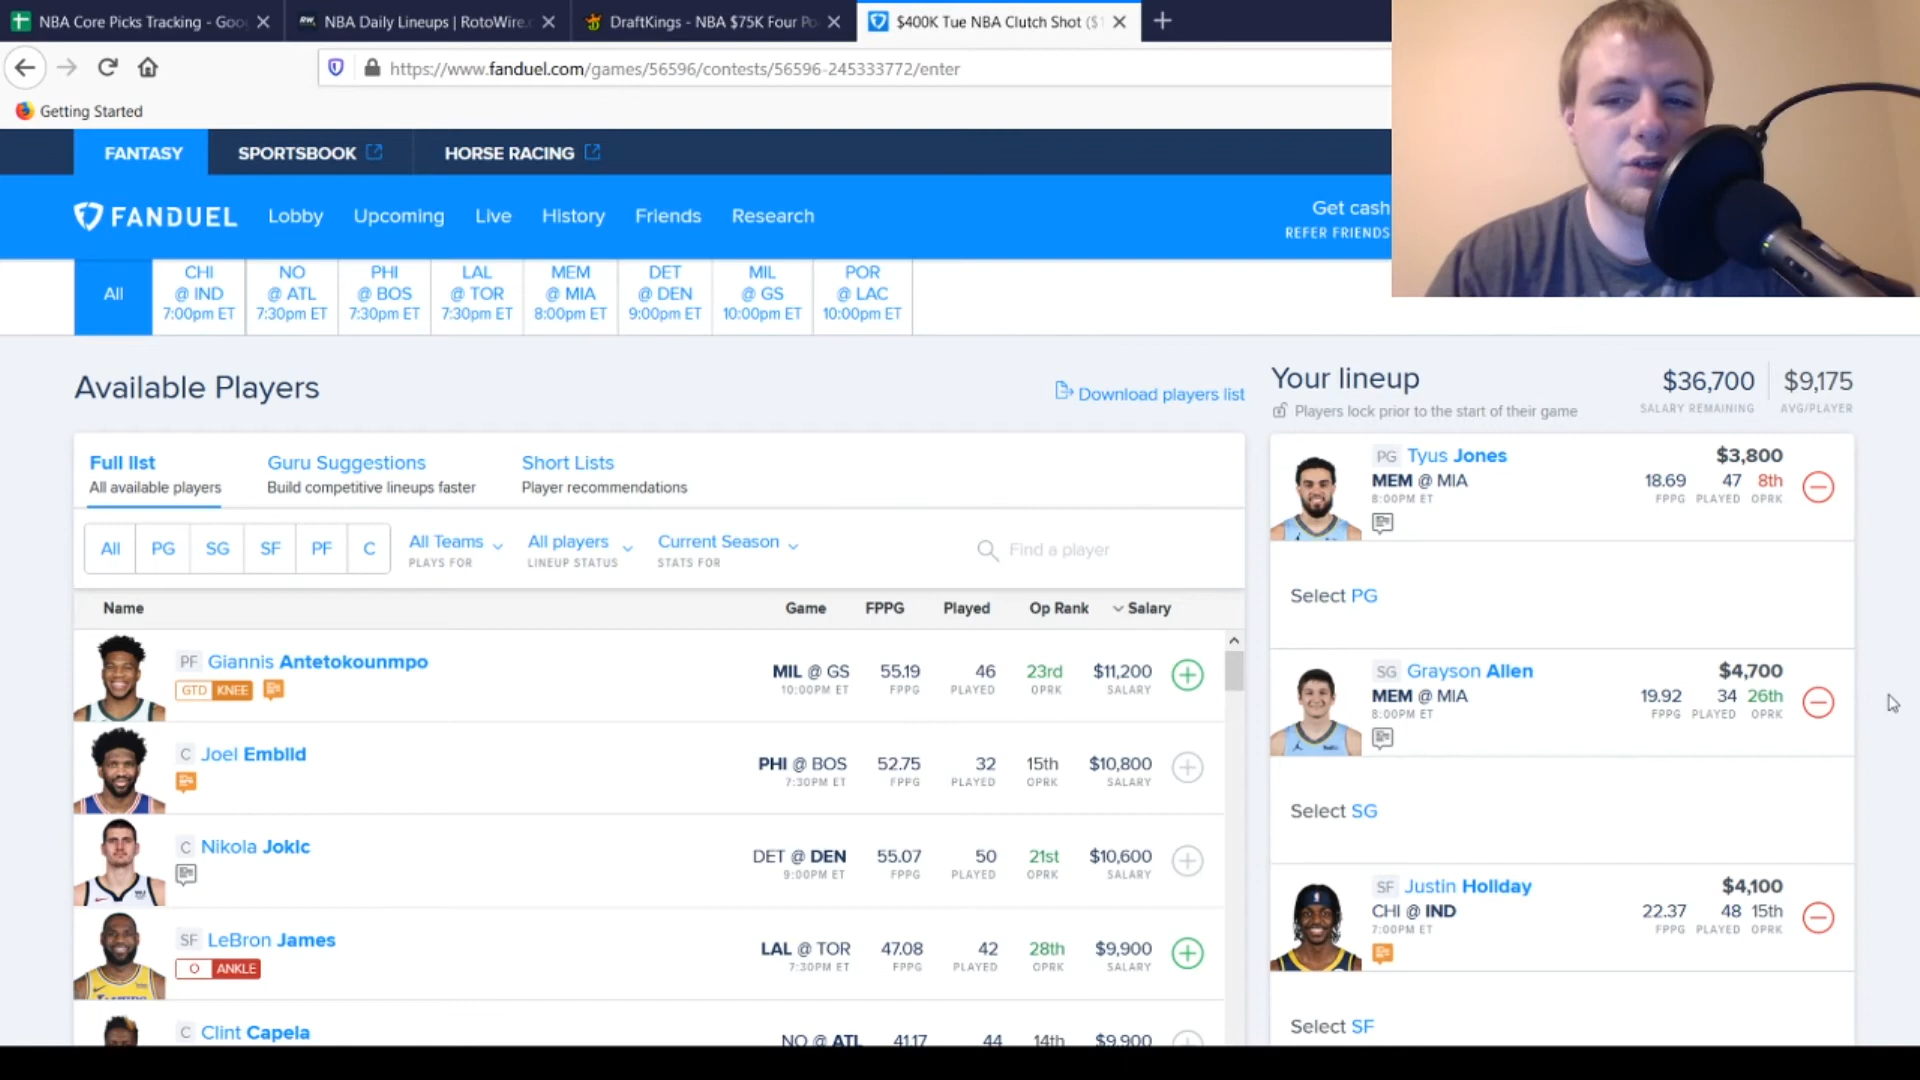 NBA Core Picks Tracking - Goo
NBA Daily Lineups | RotoWire.c
DraftKings - NBA $75K Four Po
$400K Tue NBA Clutch Shot ($1
https://www.fanduel.com/games/56596/contests/56596-245333772/enter
Getting Started
FANTASY SPORTSBOOK HORSE RACING
FANDUEL Lobby Upcoming Live History Friends Research
Get cash
REFER FRIENDS
All
CHI @ IND 7:00pm ET
NO @ ATL 7:30pm ET
PHI @ BOS 7:30pm ET
LAL @ TOR 7:30pm ET
MEM @ MIA 8:00pm ET
DET @ DEN 9:00pm ET
MIL @ GS 10:00pm ET
POR @ LAC 10:00pm ET
Available Players
Download players list
Full list
All available players
Guru Suggestions
Build competitive lineups faster
Short Lists
Player recommendations
All PG SG SF PF C
All Teams
PLAYS FOR
All players
LINEUP STATUS
Current Season
STATS FOR
Find a player
Name Game FPPG Played Op Rank Salary
PF Giannis Antetokounmpo
GTD KNEE
MIL @ GS 55.19 46 23rd $11,200
10:00PM ET FPPG PLAYED OPRK SALARY
C Joel Embiid
PHI @ BOS 52.75 32 15th $10,800
7:30PM ET FPPG PLAYED OPRK SALARY
C Nikola Jokic
DET @ DEN 55.07 50 21st $10,600
9:00PM ET FPPG PLAYED OPRK SALARY
SF LeBron James
O ANKLE
LAL @ TOR 47.08 42 28th $9,900
7:30PM ET FPPG PLAYED OPRK SALARY
C Clint Capela
NO @ ATL 41.17 44 14th $9,900
Your lineup
Players lock prior to the start of their game
$36,700
SALARY REMAINING
$9,175
AVG/PLAYER
PG Tyus Jones $3,800
MEM @ MIA 18.69 47 8th
8:00PM ET FPPG PLAYED OPRK
Select PG
SG Grayson Allen $4,700
MEM @ MIA 19.92 34 26th
8:00PM ET FPPG PLAYED OPRK
Select SG
SF Justin Holiday $4,100
CHI @ IND 22.37 48 15th
7:00PM ET FPPG PLAYED OPRK
Select SF